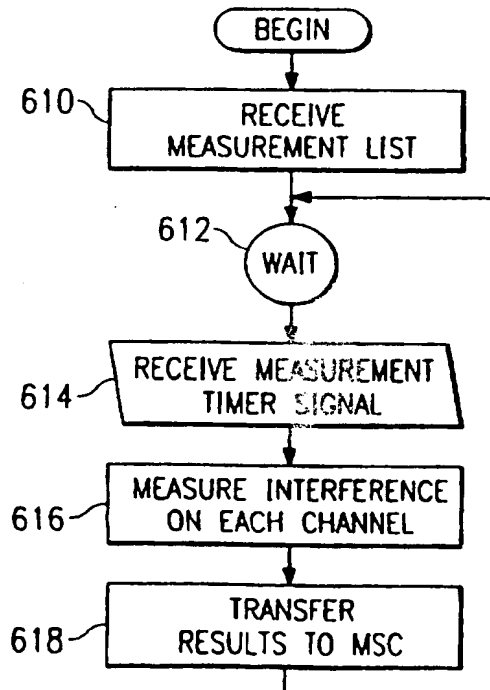 BEGIN
610
RECEIVE
MEASUREMENT LIST
612
WAIT
614
RECEIVE MEASUREMENT
TIMER SIGNAL
616
MEASURE INTERFERENCE
ON EACH CHANNEL
618
TRANSFER
RESULTS TO MSC